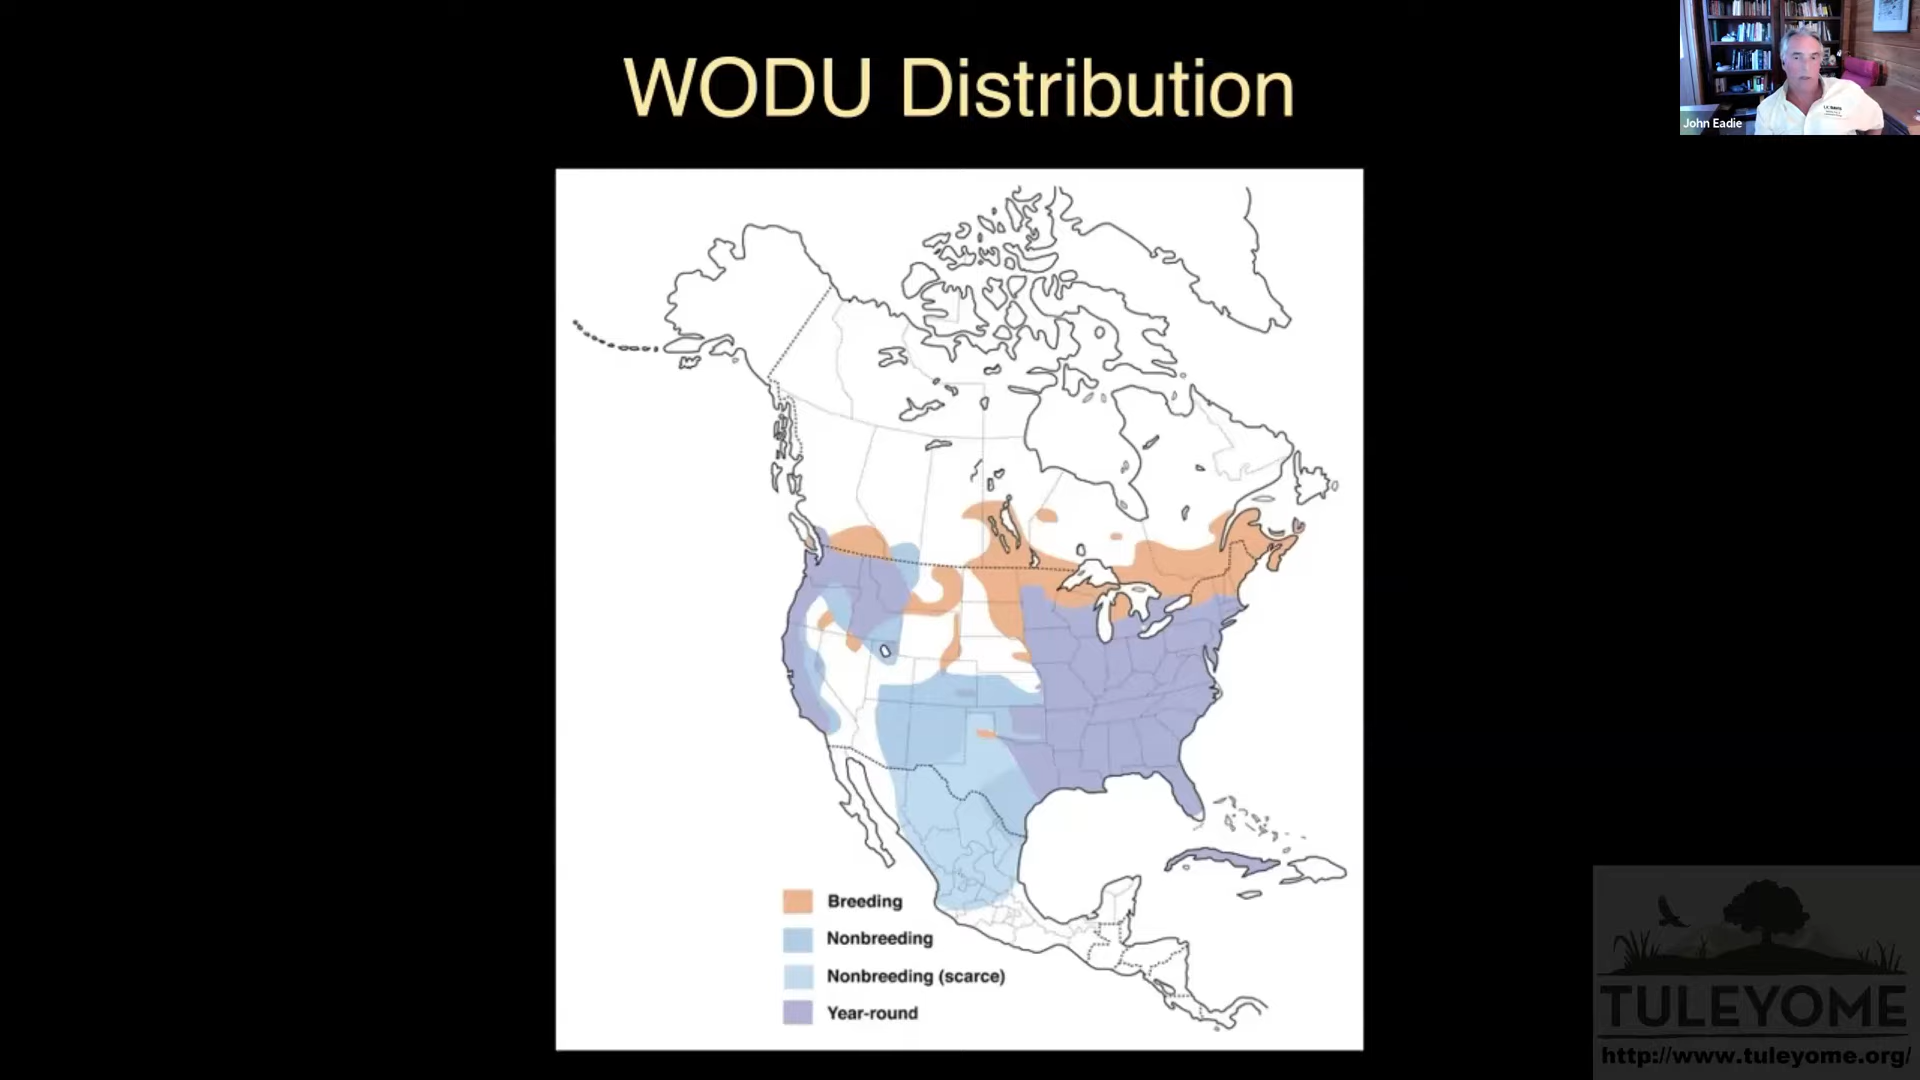 WODU Distribution
John Eadie
Breeding
Nonbreeding
Nonbreeding (scarce)
Year-round
TULEYOME
http://www.tuleyome.org/